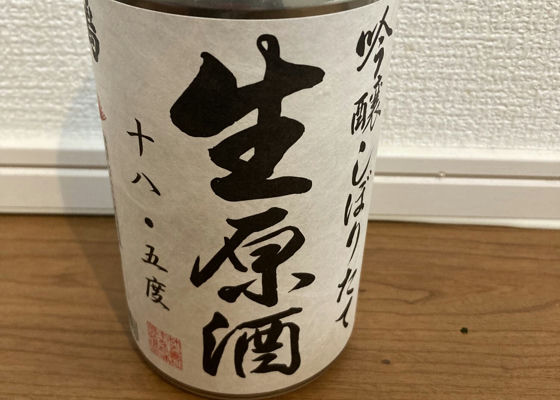 吟醸しぼりたて
生原酒
十八・五度